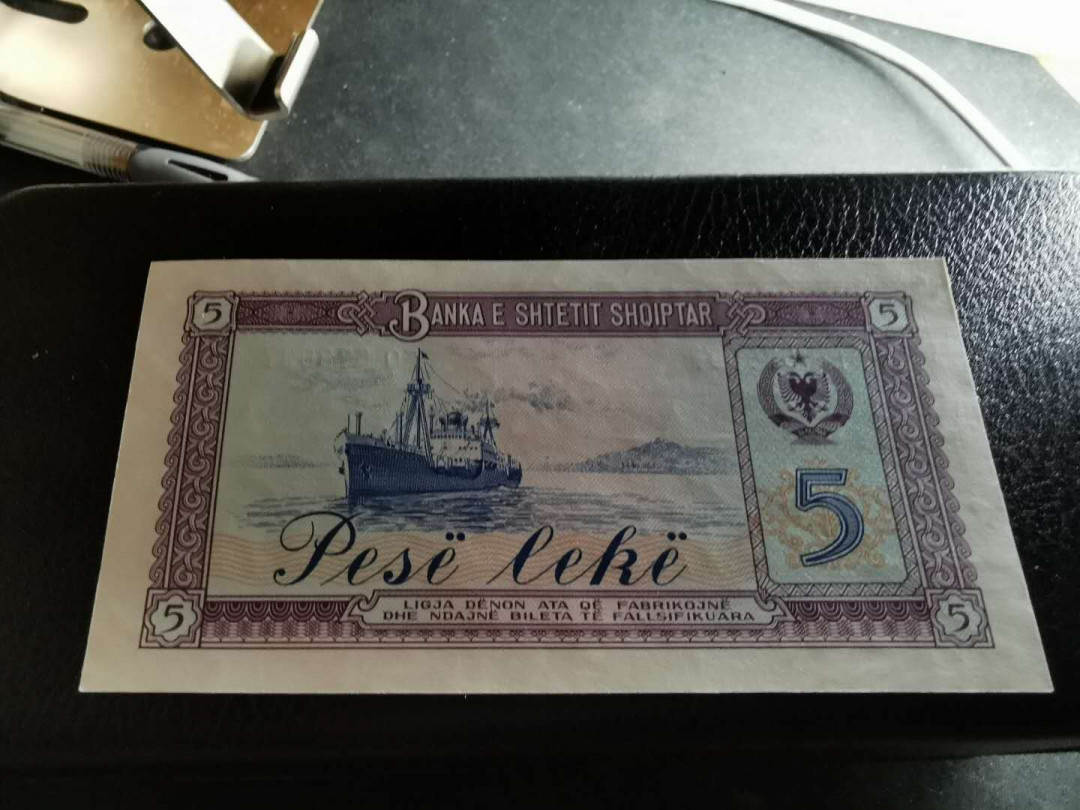 5 BANKA E SHTETIT SHQIPTAR 5
5
Pesë lekë
5 LIGJA DËNON ATA QË FABRIKOJNË 5
DHE NDAJNË BILETA TË FALLSIFIKUARA